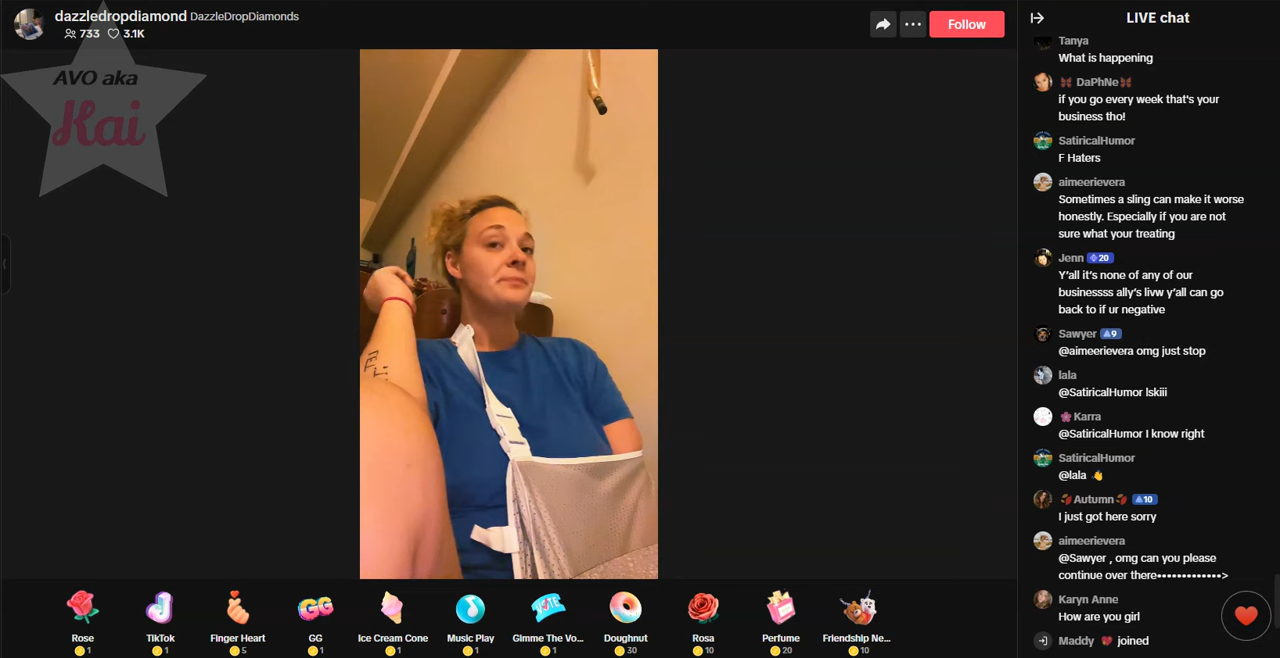 dazzledropdiamond DazzleDropDiamonds
733 3.1K
Follow
AVO aka
Kai
LIVE chat
Tanya
What is happening
DaPhNe
if you go every week that's your
business tho!
SatiricalHumor
F Haters
aimeerievera
Sometimes a sling can make it worse
honestly. Especially if you are not
sure what your treating
Jenn 20
Y'all it's none of any of our
businessss ally's livw y'all can go
back to if ur negative
Sawyer 9
@aimeerievera omg just stop
lala
@SatiricalHumor lskiii
Karra
@SatiricalHumor I know right
SatiricalHumor
@lala
Autumn 10
I just got here sorry
aimeerievera
@Sawyer , omg can you please
continue over there•••••••••••••>
Karyn Anne
How are you girl
Maddy joined
Rose TikTok Finger Heart GG Ice Cream Cone Music Play Gimme The Vo... Doughnut Rosa Perfume Friendship Ne...
1 1 5 1 1 1 1 30 10 20 10
GG
VOTE